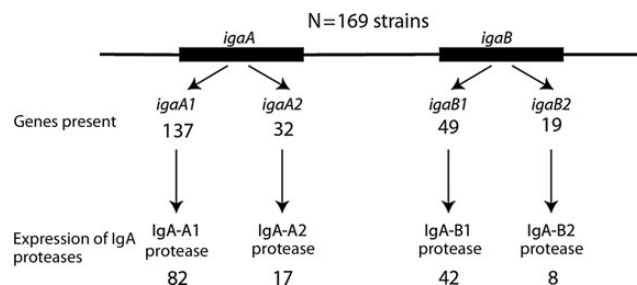 N=169 strains
igaA igaB
igaA1 igaA2 igaB1 igaB2
Genes present
137 32 49 19
IgA-A1 IgA-A2 IgA-B1 IgA-B2
Expression of IgA protease protease protease protease
proteases
82 17 42 8